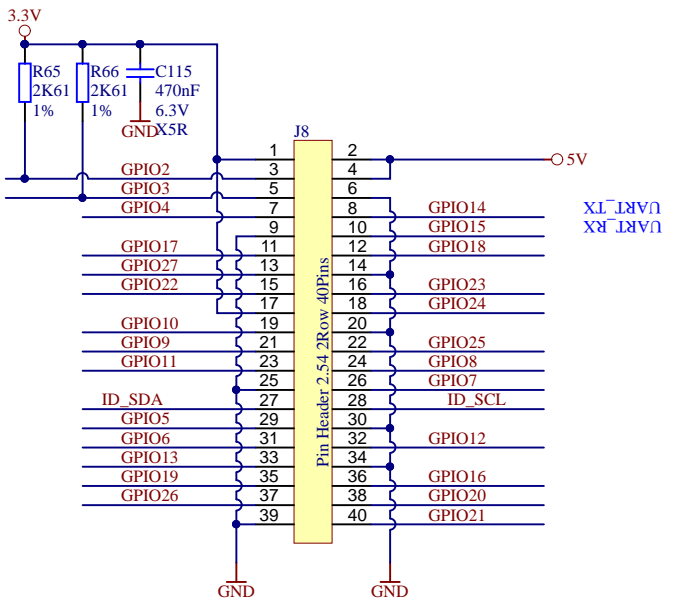 3.3V
R65
2K61
1%
R66
2K61
1%
C115
470nF
6.3V
X5R
GND
J8
1 2
5V
GPIO2 3 4
GPIO3 5 6
GPIO4 7 8 GPIO14 UART_TX
9 10 GPIO15 UART_RX
GPIO17 11 12 GPIO18
GPIO27 13 14
GPIO22 15 16 GPIO23
17 18 GPIO24
GPIO10 19 20
GPIO9 21 22 GPIO25
GPIO11 23 24 GPIO8
25 26 GPIO7
ID_SDA 27 28 ID_SCL
GPIO5 29 30
GPIO6 31 32 GPIO12
GPIO13 33 34
GPIO19 35 36 GPIO16
GPIO26 37 38 GPIO20
39 40 GPIO21
Pin Header 2.54 2Row 40Pins
GND
GND